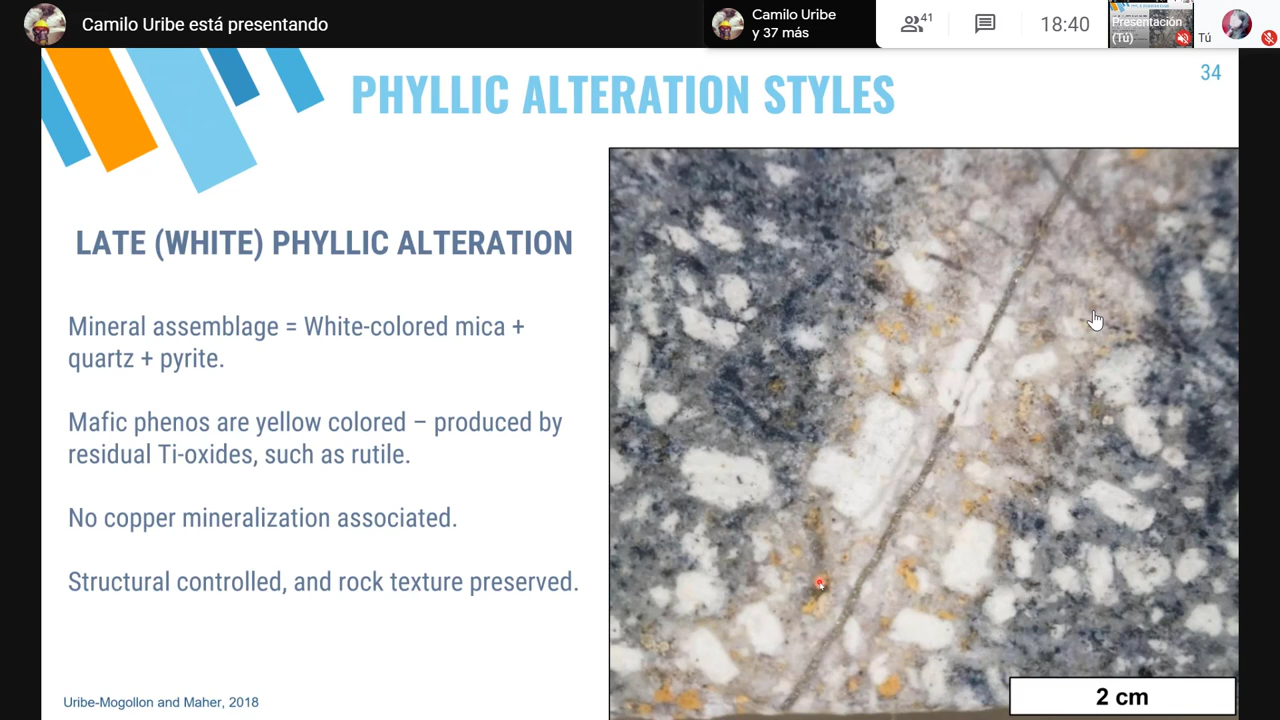 Camilo Uribe está presentando
Camilo Uribe
y 37 más
41
18:40
Presentación
(Tú)
Tú
34
PHYLLIC ALTERATION STYLES
LATE (WHITE) PHYLLIC ALTERATION
Mineral assemblage = White-colored mica +
quartz + pyrite.
Mafic phenos are yellow colored – produced by
residual Ti-oxides, such as rutile.
No copper mineralization associated.
Structural controlled, and rock texture preserved.
Uribe-Mogollon and Maher, 2018
2 cm